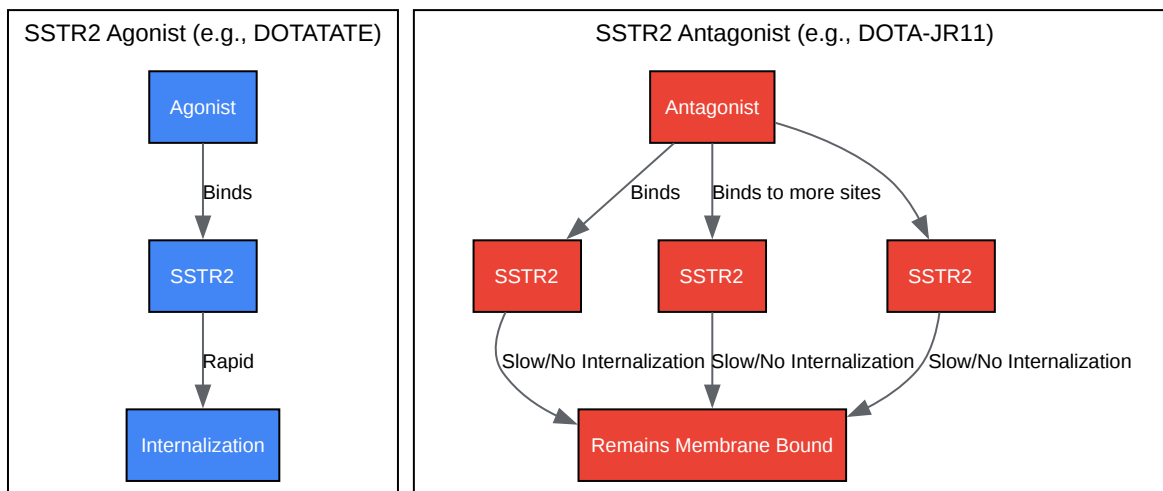 SSTR2 Agonist (e.g., DOTATATE)
Agonist
Binds
SSTR2
Rapid
Internalization
SSTR2 Antagonist (e.g., DOTA-JR11)
Antagonist
Binds
Binds to more sites
SSTR2
SSTR2
SSTR2
Slow/No Internalization
Slow/No Internalization
Slow/No Internalization
Remains Membrane Bound